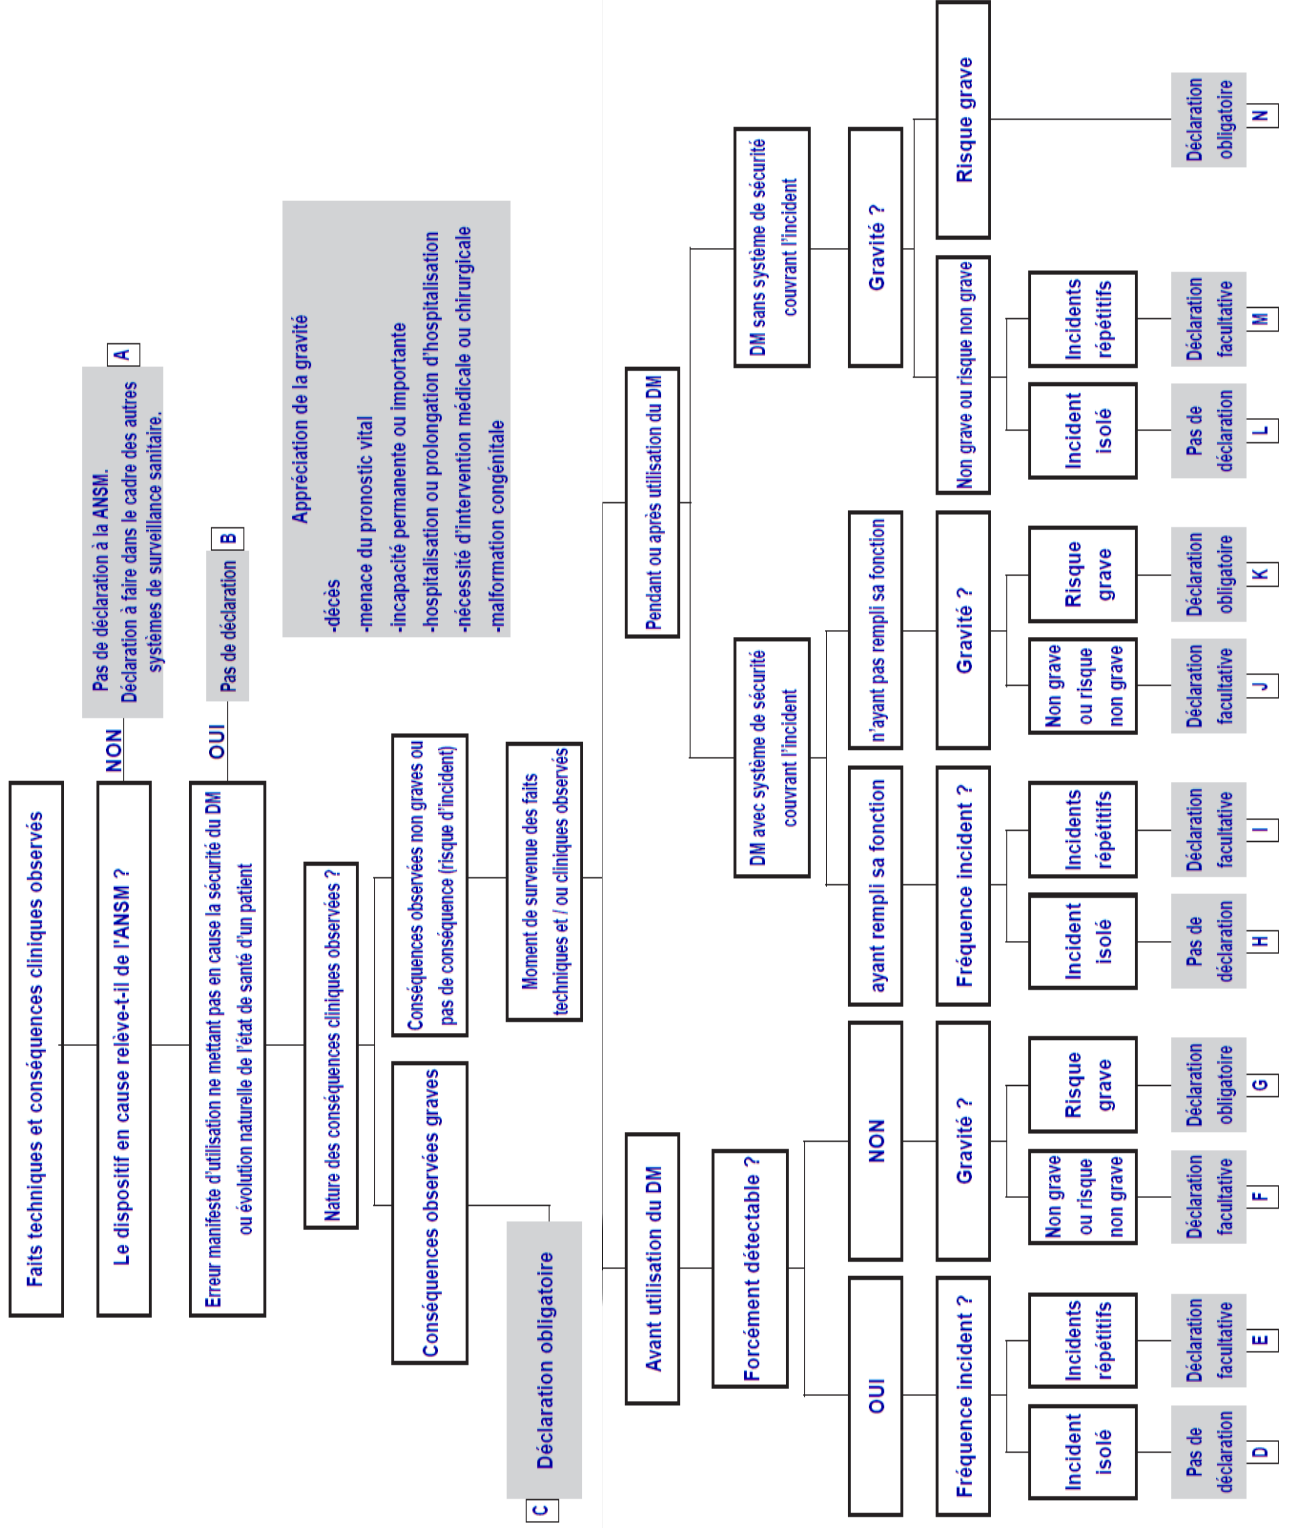 Faits techniques et conséquences cliniques observés
Le dispositif en cause relève-t-il de l'ANSM ?
NON
Pas de déclaration à la ANSM.
Déclaration à faire dans le cadre des autres
systèmes de surveillance sanitaire.
A
Erreur manifeste d'utilisation ne mettant pas en cause la sécurité du DM
ou évolution naturelle de l'état de santé d'un patient
OUI
Pas de déclaration
B
Nature des conséquences cliniques observées ?
Appréciation de la gravité
-décès
-menace du pronostic vital
-incapacité permanente ou importante
-hospitalisation ou prolongation d'hospitalisation
-nécessité d'intervention médicale ou chirurgicale
-malformation congénitale
Conséquences observées graves
Conséquences observées non graves ou
pas de conséquence (risque d'incident)
C
Déclaration obligatoire
Moment de survenue des faits
techniques et / ou cliniques observés
Avant utilisation du DM
Pendant ou après utilisation du DM
Forcément détectable ?
DM avec système de sécurité
couvrant l'incident
DM sans système de sécurité
couvrant l'incident
OUI
NON
ayant rempli sa fonction
n'ayant pas rempli sa fonction
Gravité ?
Fréquence incident ?
Gravité ?
Fréquence incident ?
Gravité ?
Non grave ou risque non grave
Risque grave
Incident
isolé
Incidents
répétitifs
Non grave
ou risque
non grave
Risque
grave
Incident
isolé
Incidents
répétitifs
Non grave
ou risque
non grave
Risque
grave
Incident
isolé
Incidents
répétitifs
Pas de
déclaration
Déclaration
facultative
Déclaration
facultative
Déclaration
obligatoire
Pas de
déclaration
Déclaration
facultative
Déclaration
facultative
Déclaration
obligatoire
Pas de
déclaration
Déclaration
facultative
Déclaration
obligatoire
D
E
F
G
H
I
J
K
L
M
N